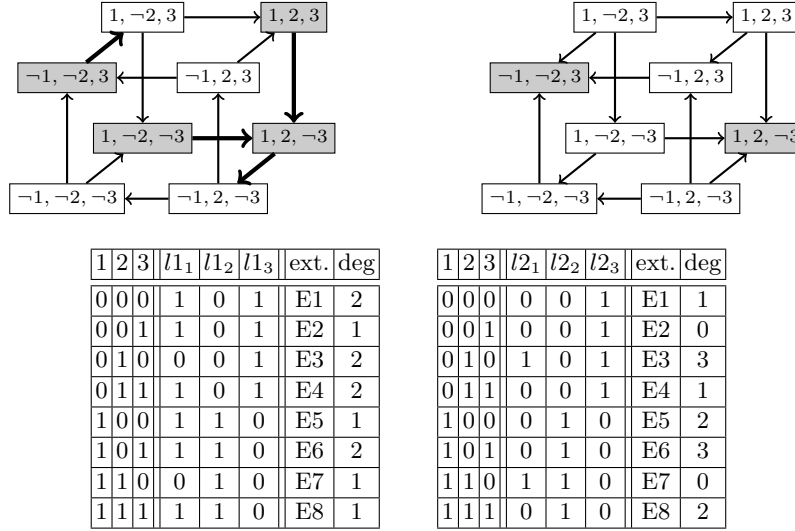 1, ¬2, 3 1, 2, 3 1, ¬2, 3 1, 2, 3
¬1, ¬2, 3 ¬1, 2, 3 ¬1, ¬2, 3 ¬1, 2, 3
1, ¬2, ¬3 1, 2, ¬3 1, ¬2, ¬3 1, 2, ¬3
¬1, ¬2, ¬3 ¬1, 2, ¬3 ¬1, ¬2, ¬3 ¬1, 2, ¬3
1 2 3 l1₁ l1₂ l1₃ ext. deg
0 0 0 1 0 1 E1 2
0 0 1 1 0 1 E2 1
0 1 0 0 0 1 E3 2
0 1 1 1 0 1 E4 2
1 0 0 1 1 0 E5 1
1 0 1 1 1 0 E6 2
1 1 0 0 1 0 E7 1
1 1 1 1 1 0 E8 1
1 2 3 l2₁ l2₂ l2₃ ext. deg
0 0 0 0 0 1 E1 1
0 0 1 0 0 1 E2 0
0 1 0 1 0 1 E3 3
0 1 1 0 0 1 E4 1
1 0 0 0 1 0 E5 2
1 0 1 0 1 0 E6 3
1 1 0 1 1 0 E7 0
1 1 1 0 1 0 E8 2